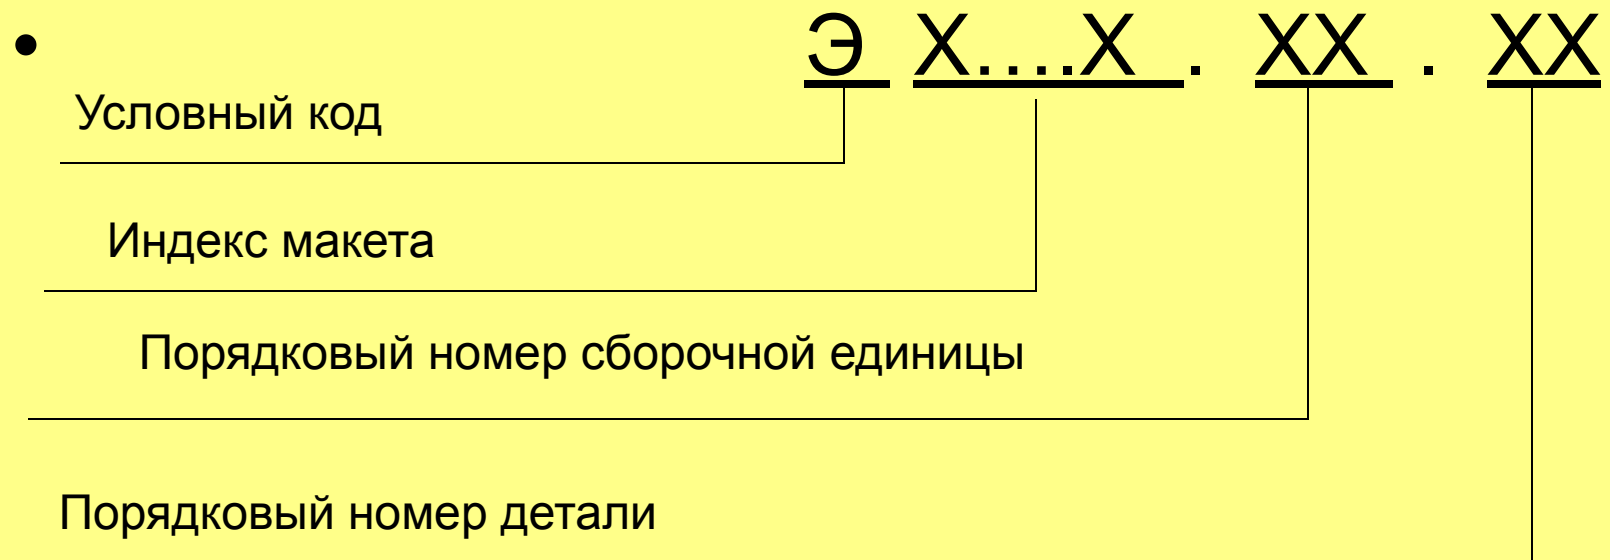 • Э Х....Х . ХХ . ХХ
Условный код
Индекс макета
Порядковый номер сборочной единицы
Порядковый номер детали